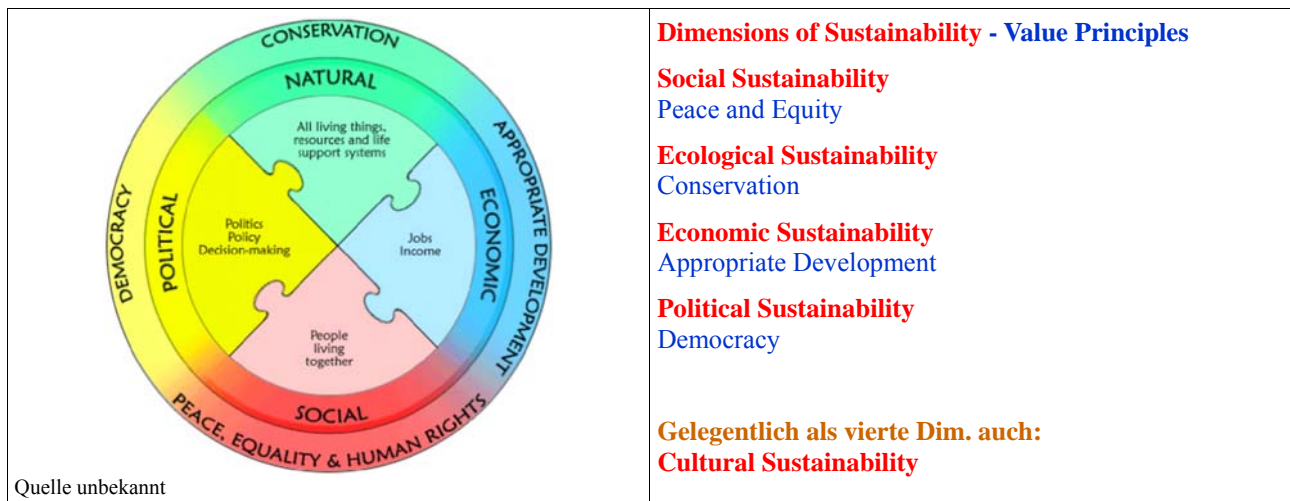 CONSERVATION
NATURAL
All living things,
resources and life
support systems
APPROPRIATE DEVELOPMENT
ECONOMIC
Jobs
Income
DEMOCRACY
POLITICAL
Politics
Policy
Decision-making
People
living
together
SOCIAL
PEACE, EQUALITY & HUMAN RIGHTS
Quelle unbekannt
Dimensions of Sustainability - Value Principles
Social Sustainability
Peace and Equity
Ecological Sustainability
Conservation
Economic Sustainability
Appropriate Development
Political Sustainability
Democracy
Gelegentlich als vierte Dim. auch:
Cultural Sustainability